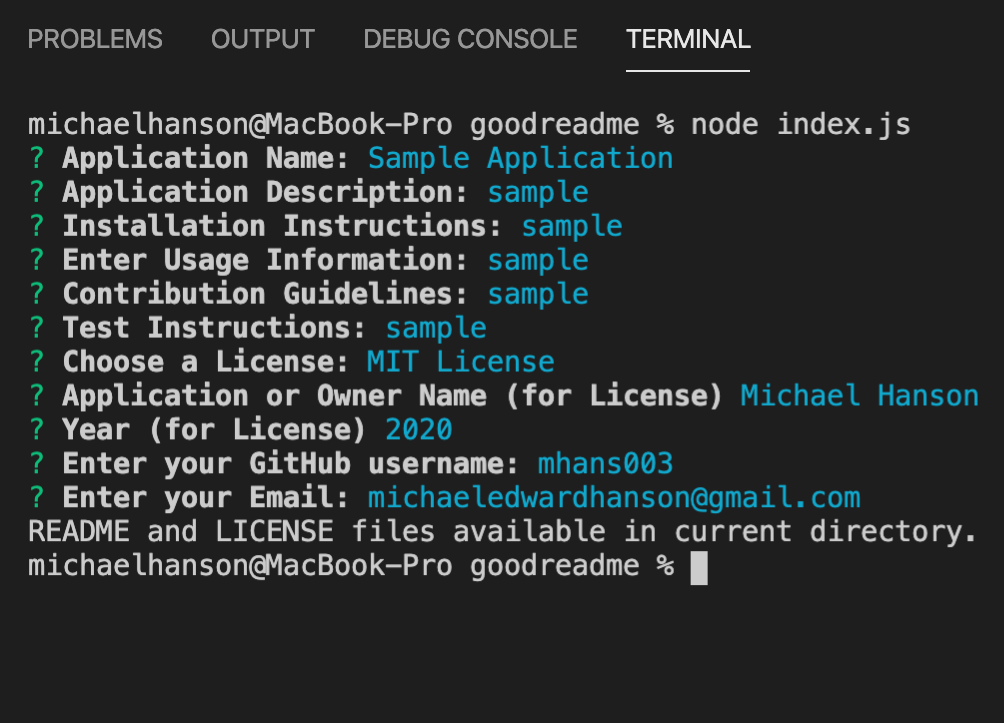 PROBLEMS OUTPUT DEBUG CONSOLE TERMINAL
michaelhanson@MacBook-Pro goodreadme % node index.js
? Application Name: Sample Application
? Application Description: sample
? Installation Instructions: sample
? Enter Usage Information: sample
? Contribution Guidelines: sample
? Test Instructions: sample
? Choose a License: MIT License
? Application or Owner Name (for License) Michael Hanson
? Year (for License) 2020
? Enter your GitHub username: mhans003
? Enter your Email: michaeledwardhanson@gmail.com
README and LICENSE files available in current directory.
michaelhanson@MacBook-Pro goodreadme %